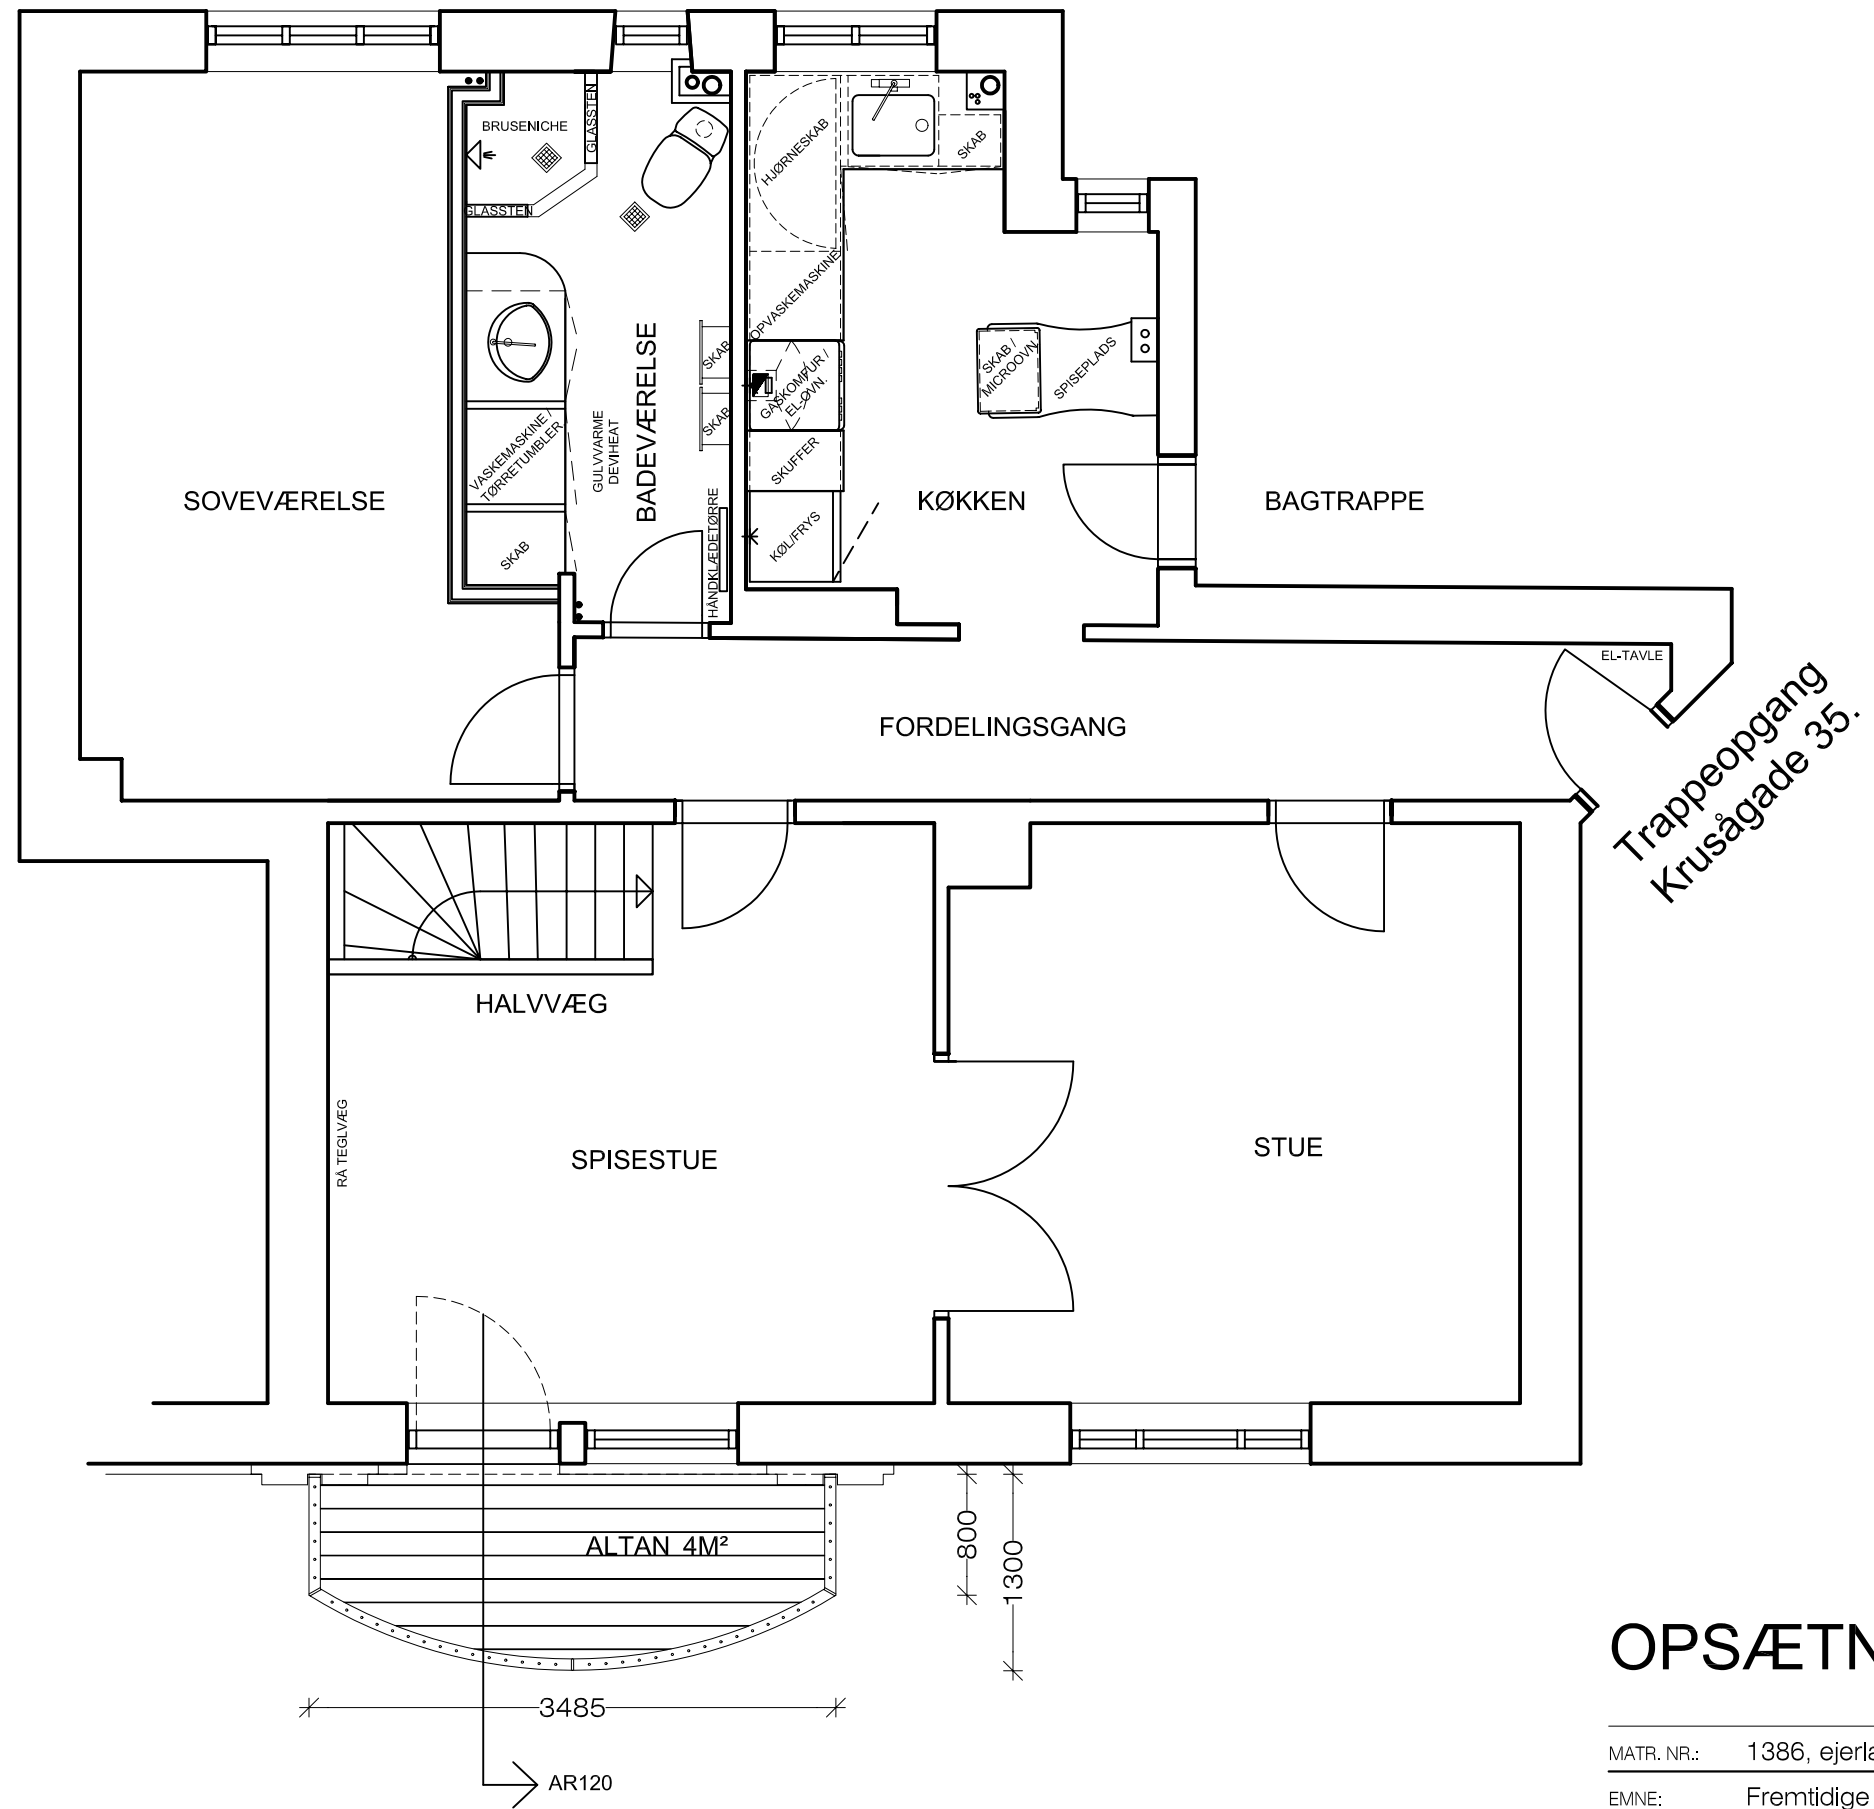 BRUSENICHE
GLASSTEN
GLASSTEN
HJØRNESKAB
SKAB
OPVASKEMASKINE
SKAB /
MICROOVN
SPISEPLADS
SKAB
SKAB
GASKOMFUR /
EL-OVN.
SKUFFER
KØL/FRYS
VASKEMASKINE /
TØRRETUMBLER
SKAB
GULVVARME
DEVIHEAT
BADEVÆRELSE
HÅNDKLÆDETØRRE
SOVEVÆRELSE
KØKKEN
BAGTRAPPE
EL-TAVLE
FORDELINGSGANG
Trappeopgang
Krusågade 35.
HALVVÆG
RÅ TEGLVÆG
SPISESTUE
STUE
ALTAN 4M²
800
1300
3485
AR120
OPSÆTN
MATR. NR.: 1386, ejerla
EMNE: Fremtidige